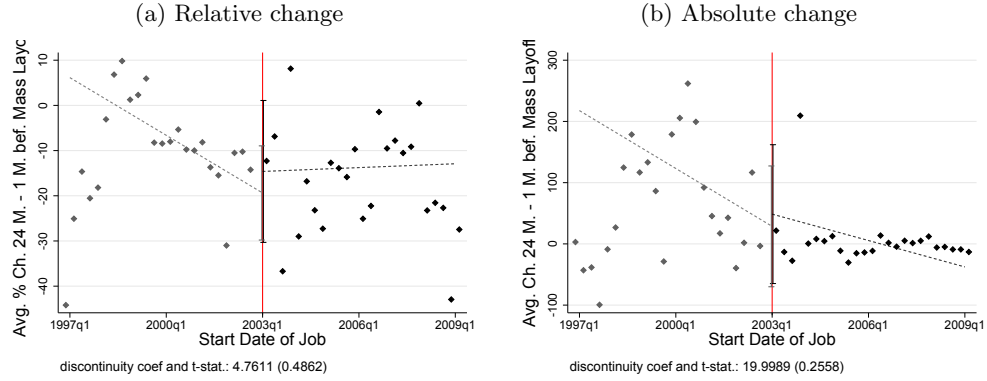 (a) Relative change
(b) Absolute change
Avg. % Ch. 24 M. - 1 M. bef. Mass
10
0
-10
-20
-30
-40
1997q1
2000q1
2003q1
2006q1
2009q1
Start Date of Job
discontinuity coef and t-stat.: 4.7611 (0.4862)
Avg. Ch. 24 M. - 1 M. bef. Mass
300
200
100
0
-100
1997q1
2000q1
2003q1
2006q1
2009q1
Start Date of Job
discontinuity coef and t-stat.: 19.9989 (0.2558)